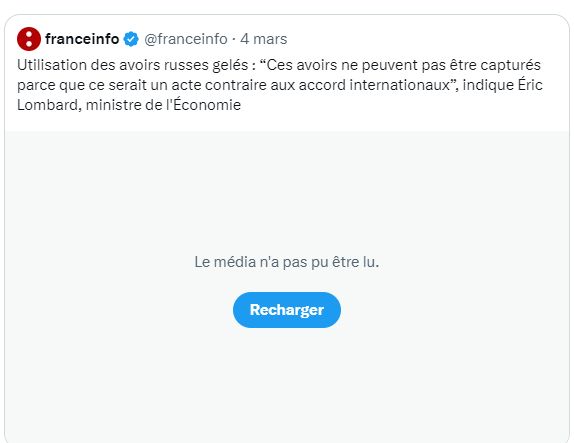 franceinfo @franceinfo · 4 mars
Utilisation des avoirs russes gelés : “Ces avoirs ne peuvent pas être capturés
parce que ce serait un acte contraire aux accord internationaux”, indique Éric
Lombard, ministre de l'Économie
Le média n'a pas pu être lu.
Recharger